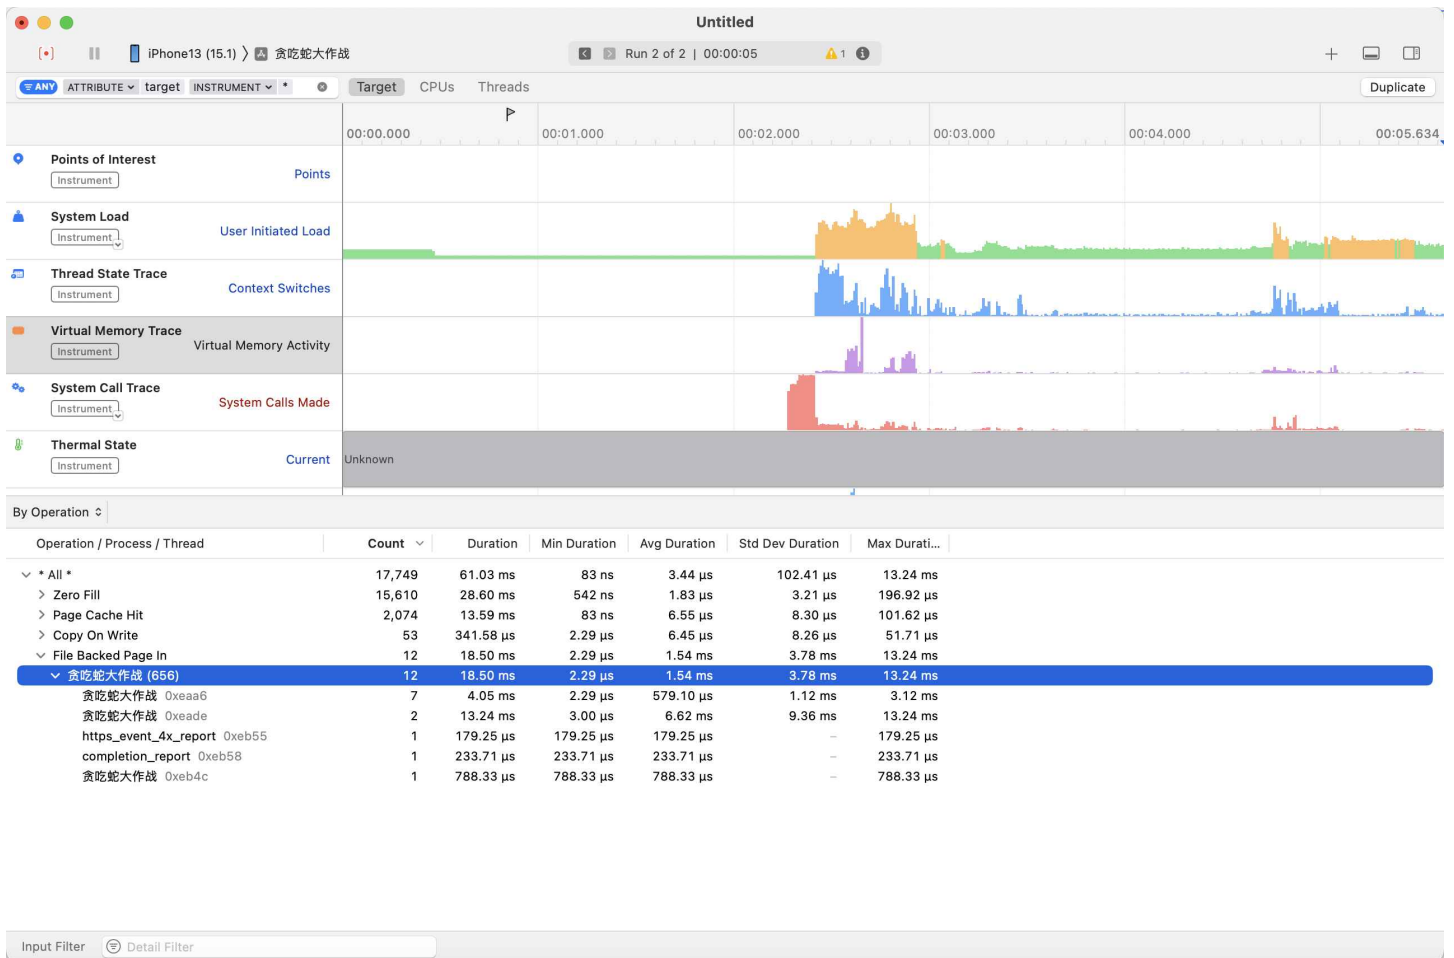 Untitled
iPhone13 (15.1) 〉 贪吃蛇大作战
Run 2 of 2 | 00:00:05 1
ANY ATTRIBUTE target INSTRUMENT * Target CPUs Threads Duplicate
00:00.000 00:01.000 00:02.000 00:03.000 00:04.000 00:05.634
Points of Interest
Instrument Points
System Load
Instrument User Initiated Load
Thread State Trace
Instrument Context Switches
Virtual Memory Trace
Instrument Virtual Memory Activity
System Call Trace
Instrument System Calls Made
Thermal State
Instrument Current Unknown
By Operation
Operation / Process / Thread Count Duration Min Duration Avg Duration Std Dev Duration Max Durati...
* All * 17,749 61.03 ms 83 ns 3.44 µs 102.41 µs 13.24 ms
Zero Fill 15,610 28.60 ms 542 ns 1.83 µs 3.21 µs 196.92 µs
Page Cache Hit 2,074 13.59 ms 83 ns 6.55 µs 8.30 µs 101.62 µs
Copy On Write 53 341.58 µs 2.29 µs 6.45 µs 8.26 µs 51.71 µs
File Backed Page In 12 18.50 ms 2.29 µs 1.54 ms 3.78 ms 13.24 ms
贪吃蛇大作战 (656) 12 18.50 ms 2.29 µs 1.54 ms 3.78 ms 13.24 ms
贪吃蛇大作战 0xeaa6 7 4.05 ms 2.29 µs 579.10 µs 1.12 ms 3.12 ms
贪吃蛇大作战 0xeade 2 13.24 ms 3.00 µs 6.62 ms 9.36 ms 13.24 ms
https_event_4x_report 0xeb55 1 179.25 µs 179.25 µs 179.25 µs – 179.25 µs
completion_report 0xeb58 1 233.71 µs 233.71 µs 233.71 µs – 233.71 µs
贪吃蛇大作战 0xeb4c 1 788.33 µs 788.33 µs 788.33 µs – 788.33 µs
Input Filter Detail Filter